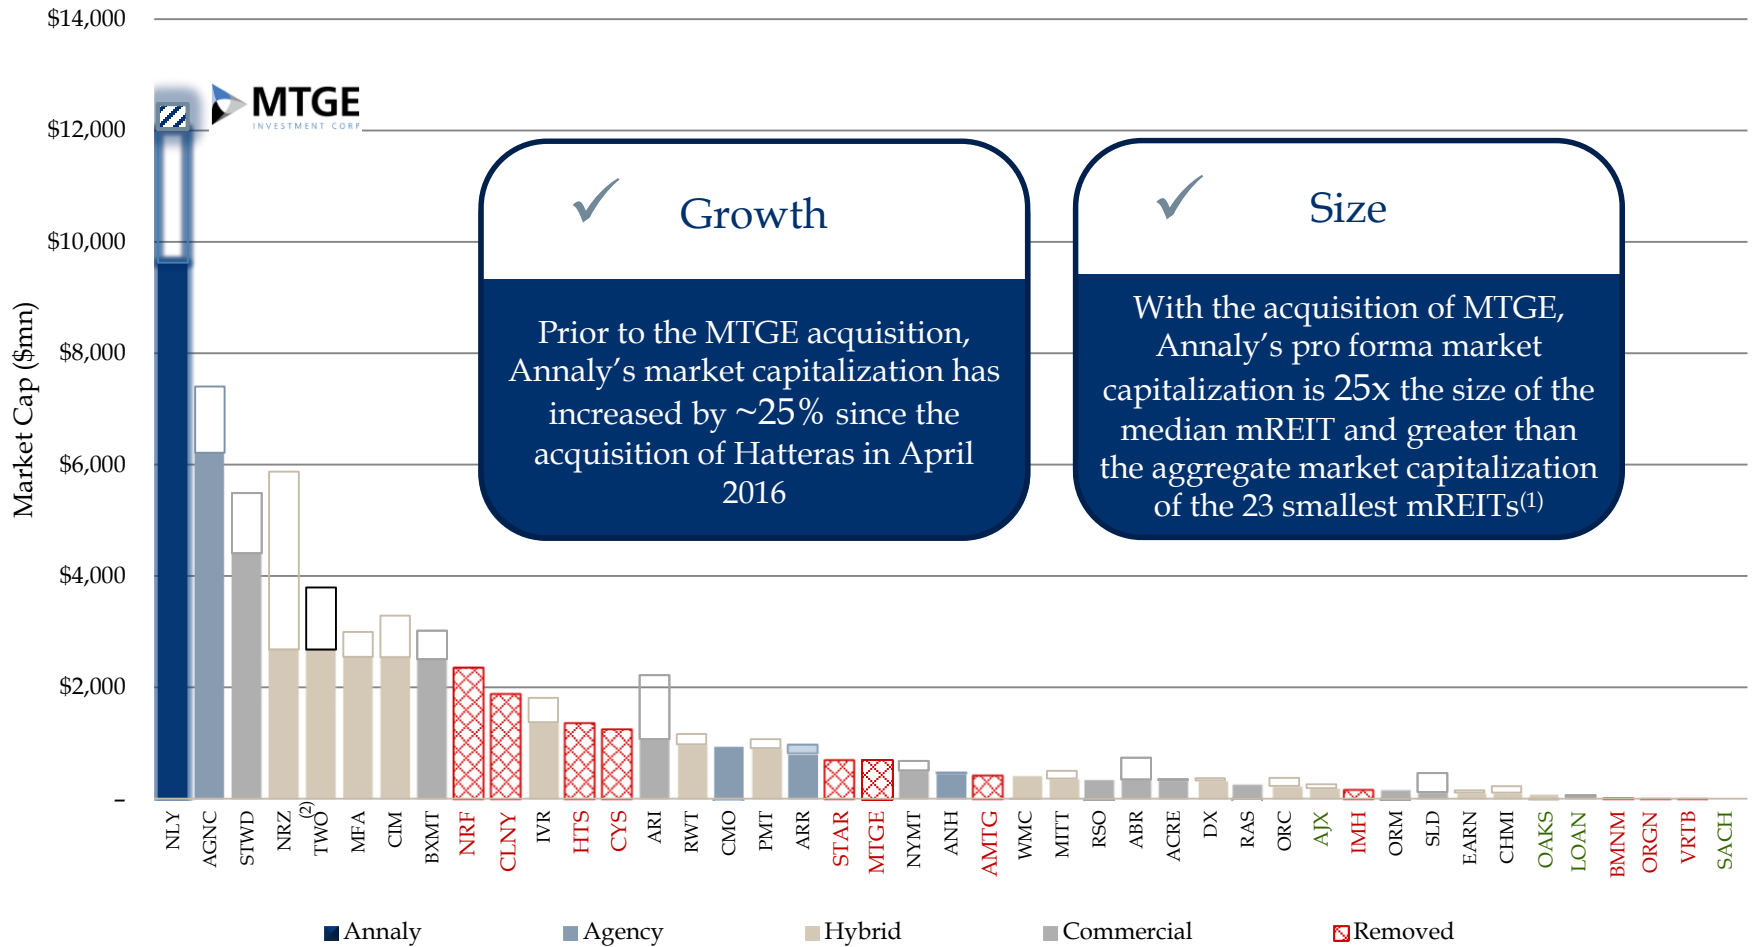 $14,000
$12,000
$10,000
$8,000
$6,000
$4,000
$2,000
–
Market Cap ($mn)
MTGE
INVESTMENT CORP
✓ Growth
Prior to the MTGE acquisition,
Annaly’s market capitalization has
increased by ~25% since the
acquisition of Hatteras in April
2016
✓ Size
With the acquisition of MTGE,
Annaly’s pro forma market
capitalization is 25x the size of the
median mREIT and greater than
the aggregate market capitalization
of the 23 smallest mREITs(1)
NLY
AGNC
STWD
NRZ
TWO(2)
MFA
CIM
BXMT
NRF
CLNY
IVR
HTS
CYS
ARI
RWT
CMO
PMT
ARR
STAR
MTGE
NYMT
ANH
AMTG
WMC
MITT
RSO
ABR
ACRE
DX
RAS
ORC
AJX
IMH
ORM
SLD
EARN
CHMI
OAKS
LOAN
BMNM
ORGN
VRTB
SACH
Annaly
Agency
Hybrid
Commercial
Removed